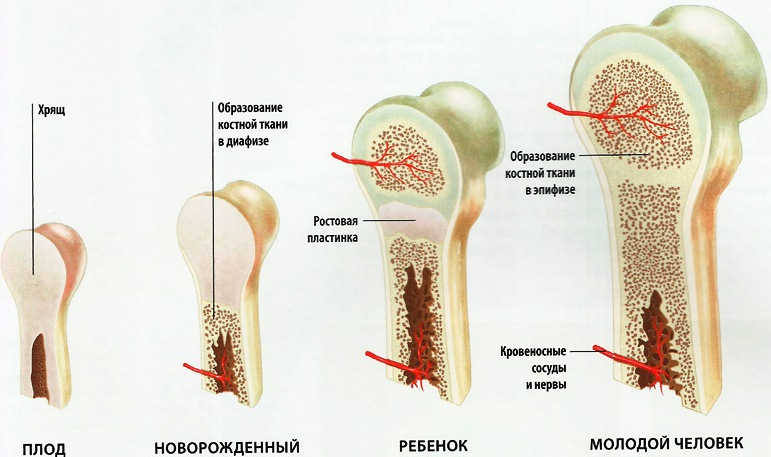 Хрящ
Образование
костной ткани
в диафизе
Ростовая
пластинка
Образование
костной ткани
в эпифизе
Кровеносные
сосуды
и нервы
ПЛОД
НОВОРОЖДЕННЫЙ
РЕБЕНОК
МОЛОДОЙ ЧЕЛОВЕК